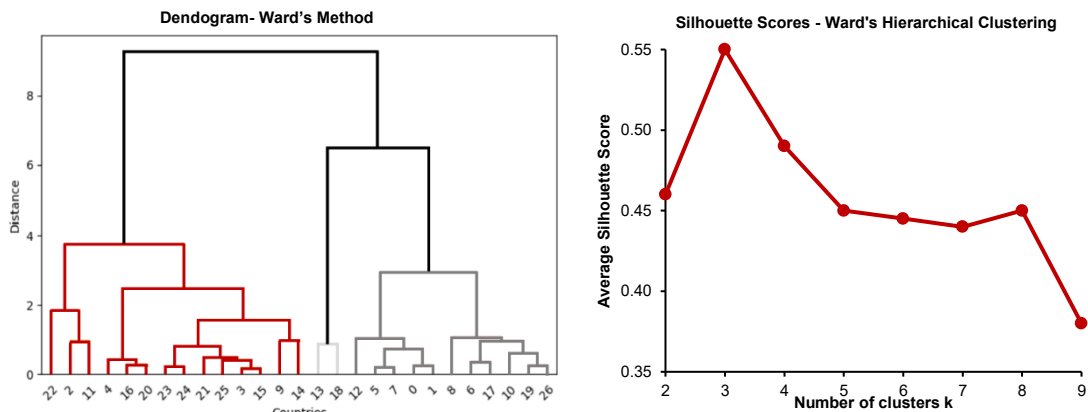 Dendogram- Ward’s Method
8
6
4
2
0
Distance
22 2 11 4 16 20 23 24 21 25 3 15 9 14 13 18 12 5 7 0 1 8 6 17 10 19 26
Countries
Silhouette Scores - Ward's Hierarchical Clustering
0.55
0.50
0.45
0.40
0.35
Average Silhouette Score
2 3 4 5 6 7 8 9
Number of clusters k